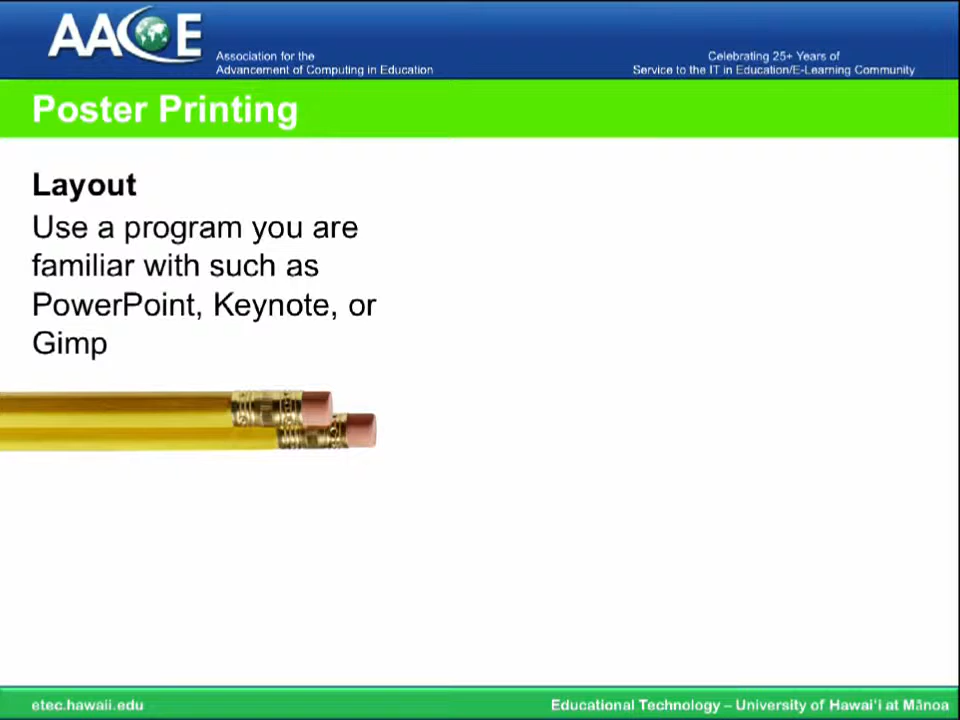 AACE
Association for the
Advancement of Computing in Education
Celebrating 25+ Years of
Service to the IT in Education/E-Learning Community
Poster Printing
Layout
Use a program you are
familiar with such as
PowerPoint, Keynote, or
Gimp
etec.hawaii.edu
Educational Technology – University of Hawai‘i at Mānoa